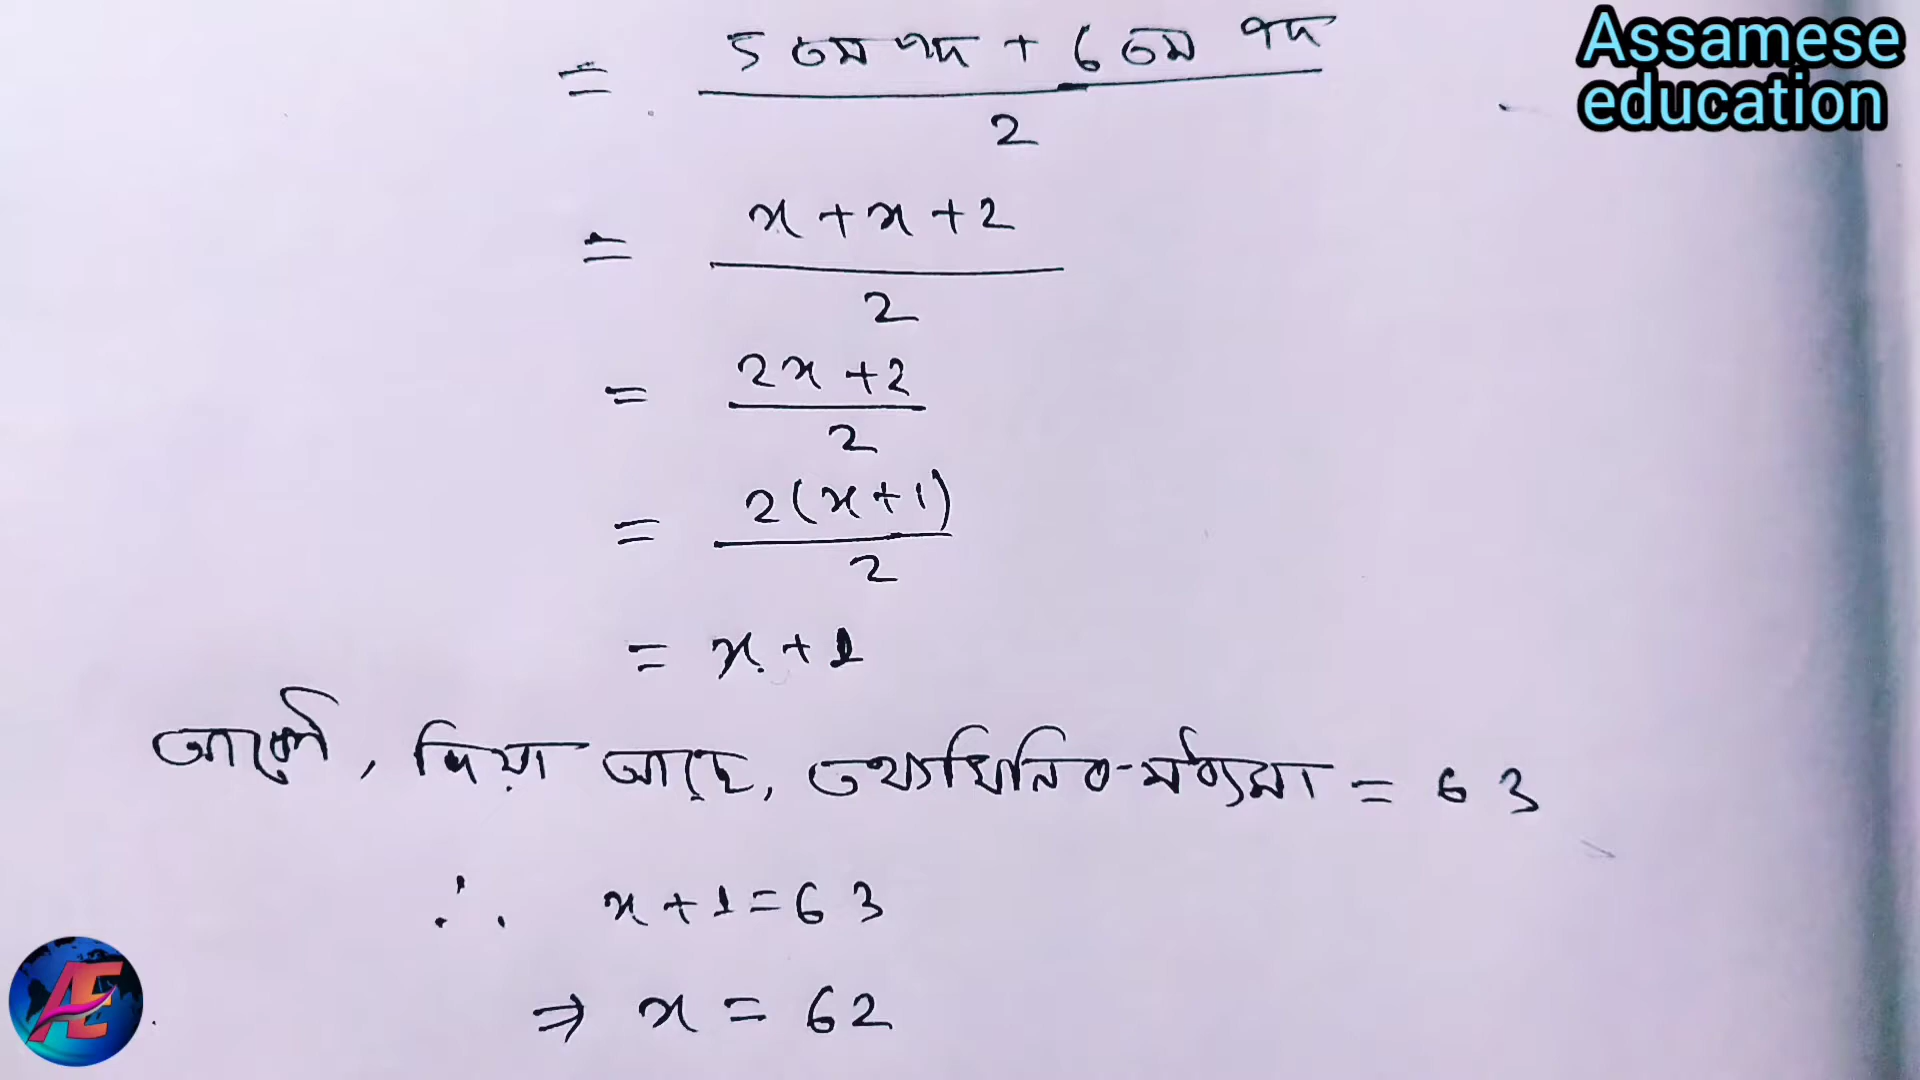 Assamese education
= 5 তম পদ + 6 তম পদ / 2
= x + x + 2 / 2
= 2x + 2 / 2
= 2(x+1) / 2
= x + 1
আকৌ, দিয়া আছে, তথ্যখিনিৰ মধ্যমা = 63
∴ x + 1 = 63
⇒ x = 62
AE